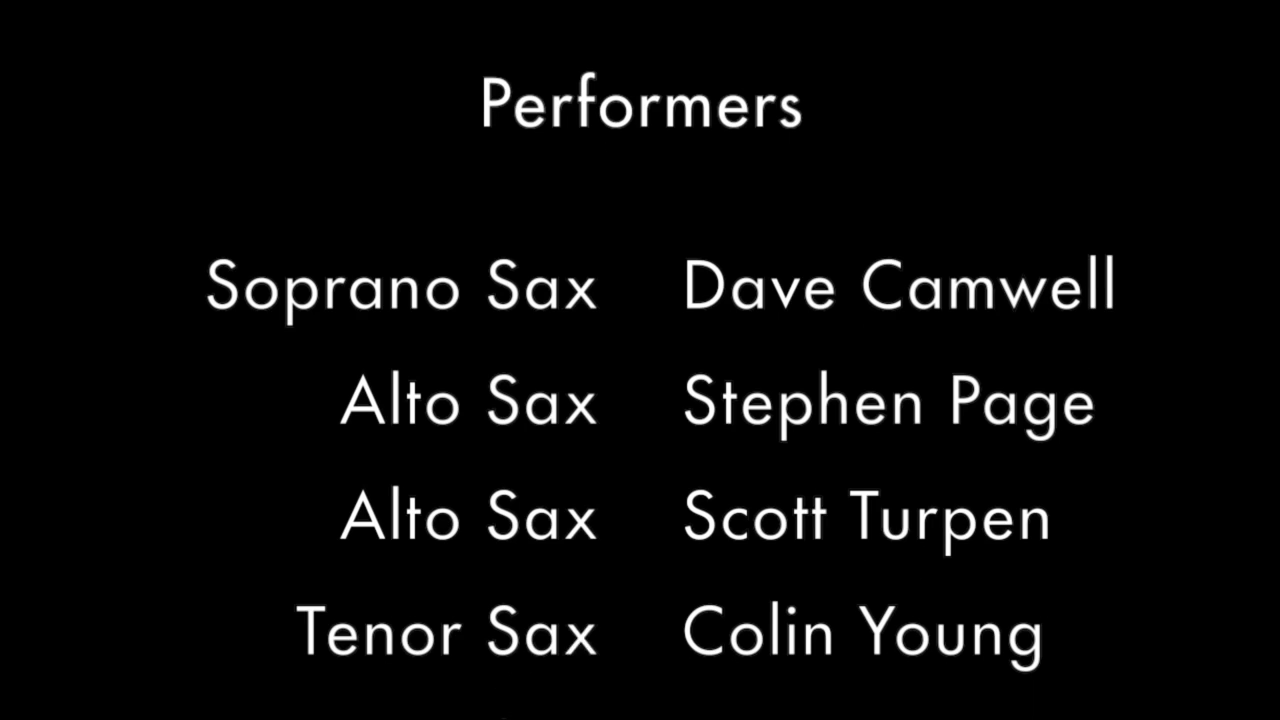 Performers
Soprano Sax Dave Camwell
Alto Sax Stephen Page
Alto Sax Scott Turpen
Tenor Sax Colin Young